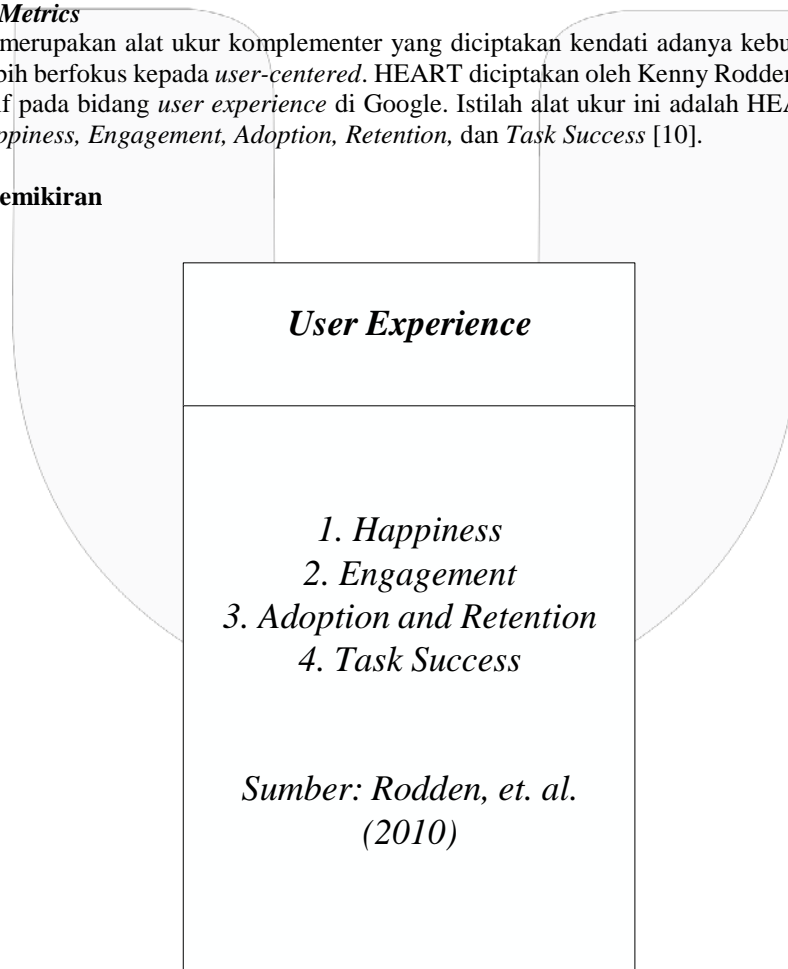 Metrics
merupakan alat ukur komplementer yang diciptakan kendati adanya kebu
bih berfokus kepada user-centered. HEART diciptakan oleh Kenny Rodden
if pada bidang user experience di Google. Istilah alat ukur ini adalah HEA
ppiness, Engagement, Adoption, Retention, dan Task Success [10].
emikiran
User Experience
1. Happiness
2. Engagement
3. Adoption and Retention
4. Task Success
Sumber: Rodden, et. al.
(2010)